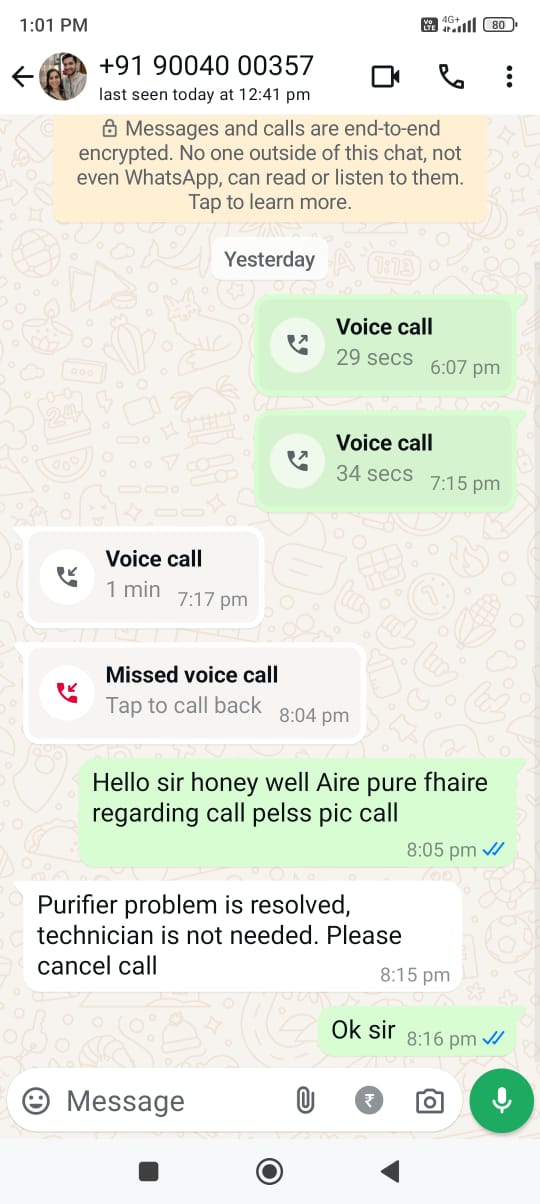 1:01 PM
Vo LTE 4G+ 80
+91 90040 00357
last seen today at 12:41 pm
Messages and calls are end-to-end
encrypted. No one outside of this chat, not
even WhatsApp, can read or listen to them.
Tap to learn more.
Yesterday
Voice call
29 secs 6:07 pm
Voice call
34 secs 7:15 pm
Voice call
1 min 7:17 pm
Missed voice call
Tap to call back 8:04 pm
Hello sir honey well Aire pure fhaire
regarding call pelss pic call
8:05 pm
Purifier problem is resolved,
technician is not needed. Please
cancel call
8:15 pm
Ok sir 8:16 pm
Message
₹